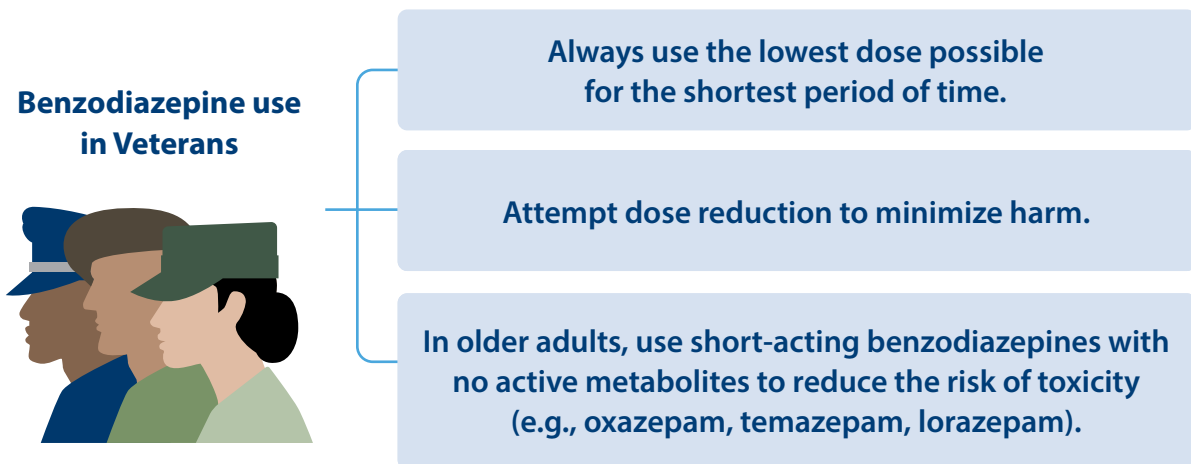 Benzodiazepine use
in Veterans
Always use the lowest dose possible
for the shortest period of time.
Attempt dose reduction to minimize harm.
In older adults, use short-acting benzodiazepines with
no active metabolites to reduce the risk of toxicity
(e.g., oxazepam, temazepam, lorazepam).